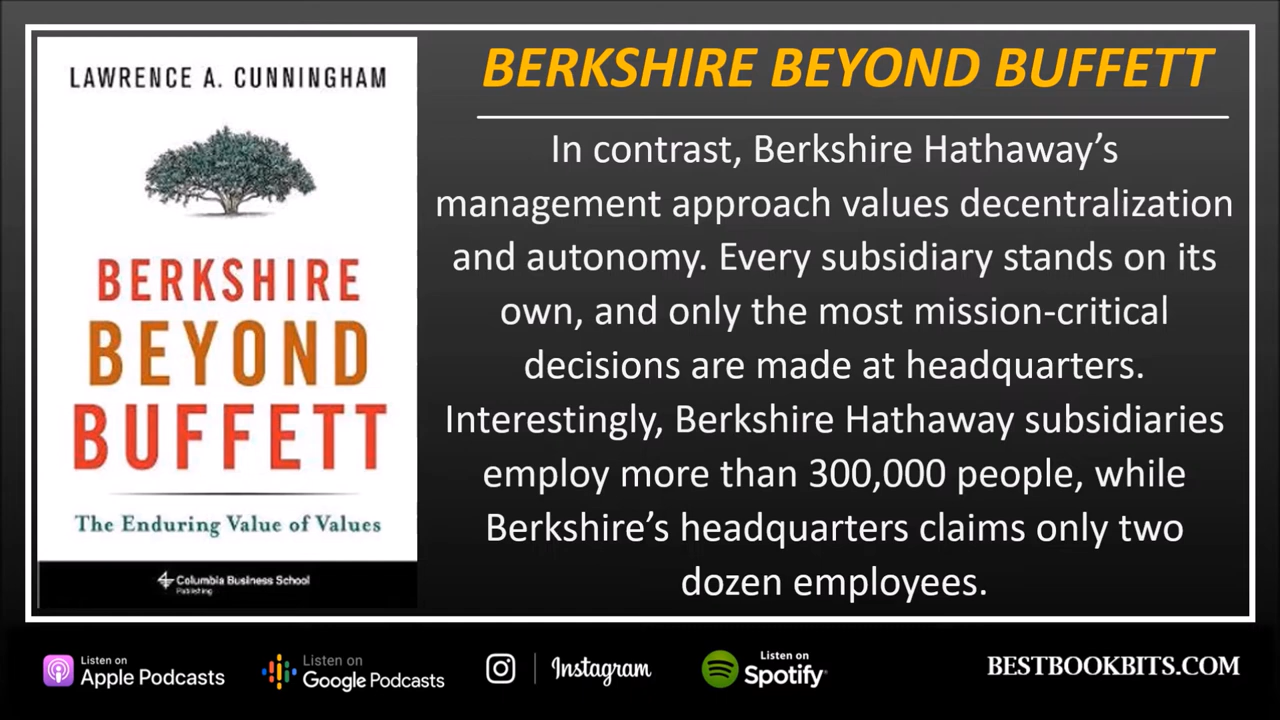 LAWRENCE A. CUNNINGHAM
BERKSHIRE
BEYOND
BUFFETT
The Enduring Value of Values
Columbia Business School
Publishing
BERKSHIRE BEYOND BUFFETT
In contrast, Berkshire Hathaway’s
management approach values decentralization
and autonomy. Every subsidiary stands on its
own, and only the most mission-critical
decisions are made at headquarters.
Interestingly, Berkshire Hathaway subsidiaries
employ more than 300,000 people, while
Berkshire’s headquarters claims only two
dozen employees.
Listen on
Apple Podcasts
Listen on
Google Podcasts
Instagram
Listen on
Spotify
BESTBOOKBITS.COM